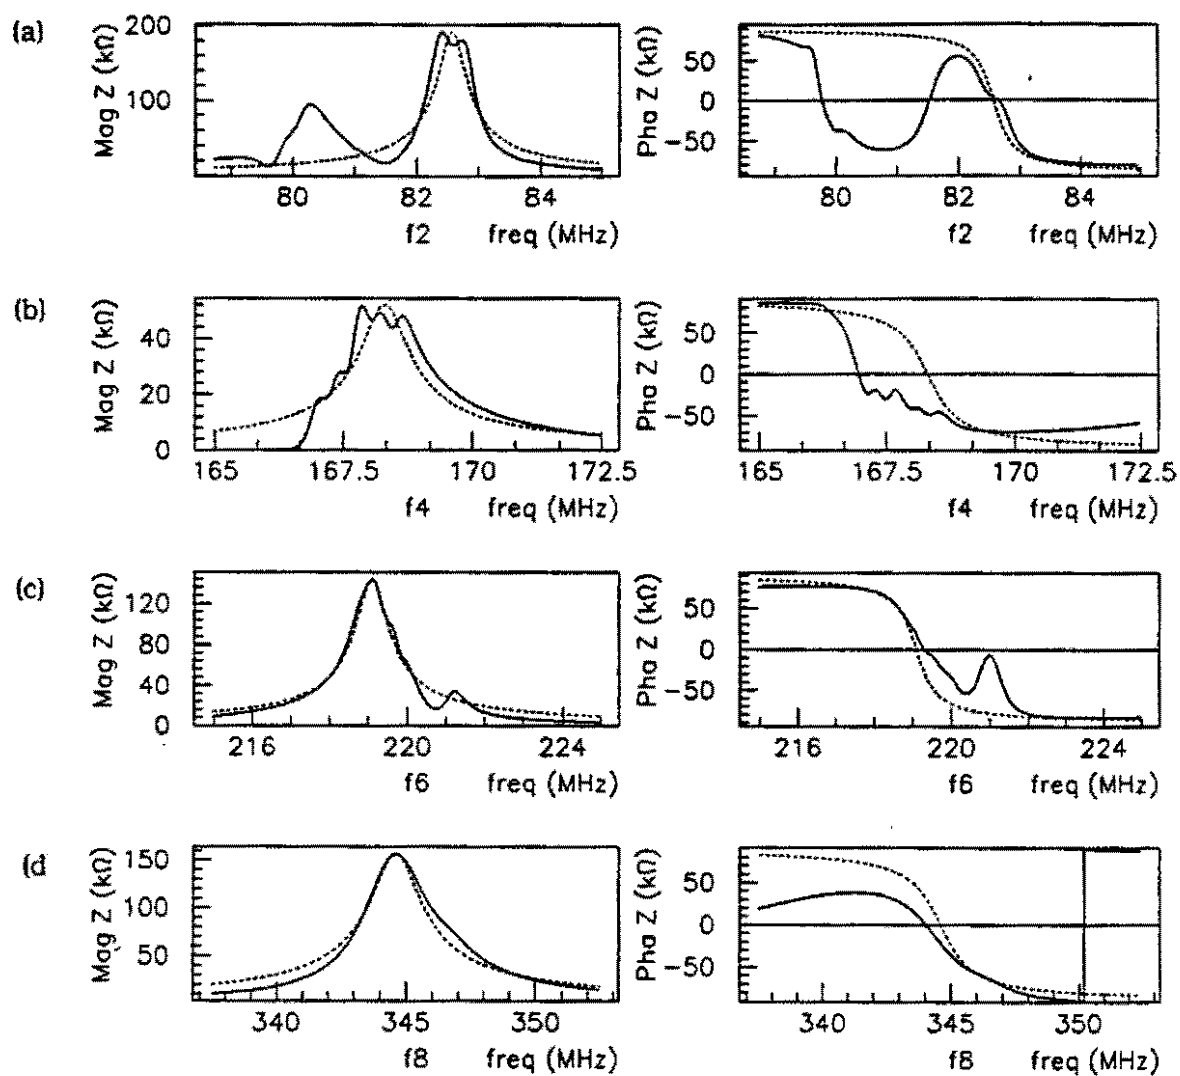 (a)
Mag Z (kΩ)
200
100
80 82 84
f2 freq (MHz)
Pha Z (kΩ)
50
0
−50
80 82 84
f2 freq (MHz)
(b)
Mag Z (kΩ)
40
20
0
165 167.5 170 172.5
f4 freq (MHz)
Pha Z (kΩ)
50
0
−50
165 167.5 170 172.5
f4 freq (MHz)
(c)
Mag Z (kΩ)
120
80
40
0
216 220 224
f6 freq (MHz)
Pha Z (kΩ)
50
0
−50
216 220 224
f6 freq (MHz)
(d
Mag Z (kΩ)
150
100
50
340 345 350
f8 freq (MHz)
Pha Z (kΩ)
50
0
−50
340 345 350
f8 freq (MHz)